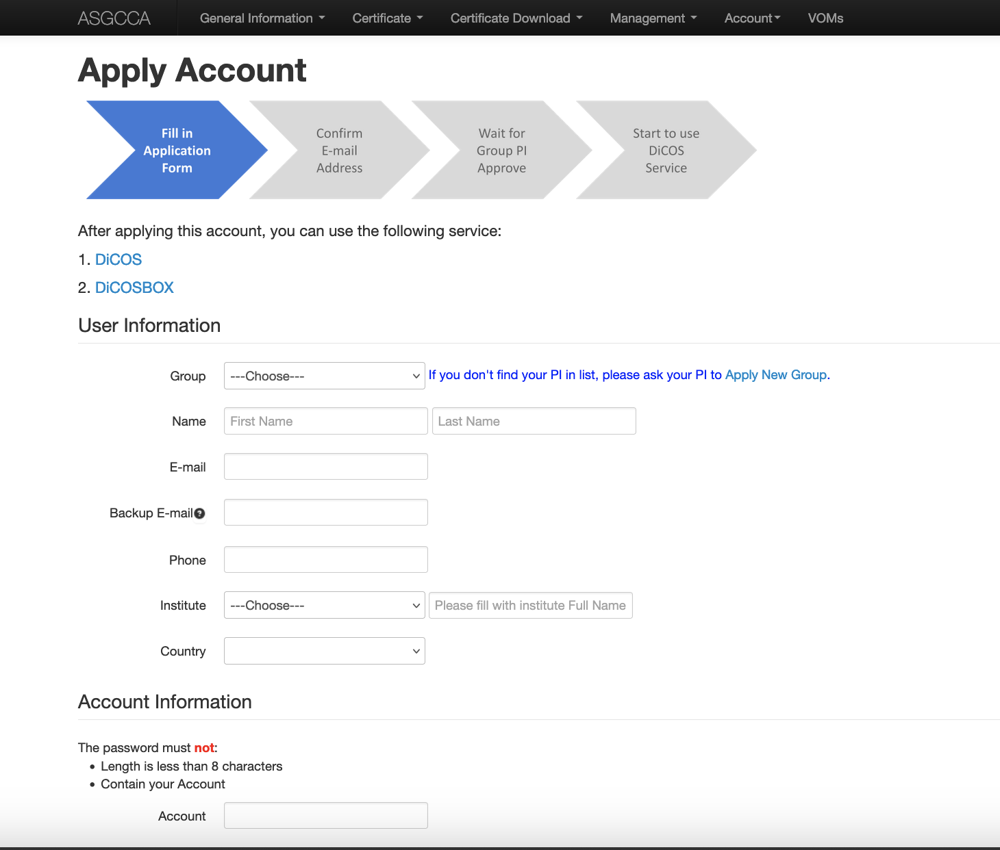 ASGCCA General Information Certificate Certificate Download Management Account VOMs
Apply Account
Fill in
Application
Form
Confirm
E-mail
Address
Wait for
Group PI
Approve
Start to use
DiCOS
Service
After applying this account, you can use the following service:
1. DiCOS
2. DiCOSBOX
User Information
Group ---Choose--- If you don't find your PI in list, please ask your PI to Apply New Group.
Name First Name Last Name
E-mail
Backup E-mail?
Phone
Institute ---Choose--- Please fill with institute Full Name
Country
Account Information
The password must not:
• Length is less than 8 characters
• Contain your Account
Account